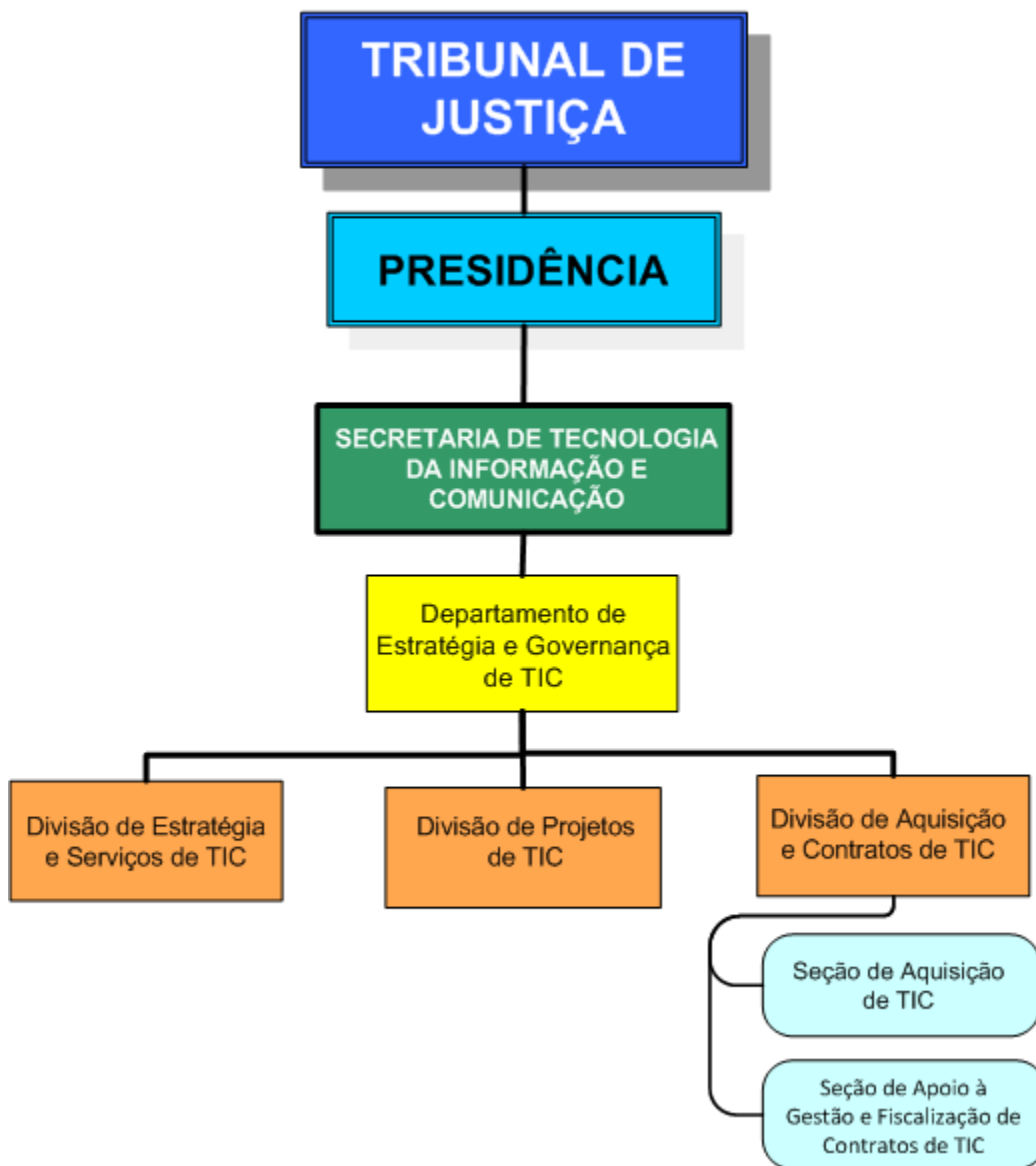 TRIBUNAL DE
JUSTIÇA
PRESIDÊNCIA
SECRETARIA DE TECNOLOGIA
DA INFORMAÇÃO E
COMUNICAÇÃO
Departamento de
Estratégia e Governança
de TIC
Divisão de Estratégia
e Serviços de TIC
Divisão de Projetos
de TIC
Divisão de Aquisição
e Contratos de TIC
Seção de Aquisição
de TIC
Seção de Apoio à
Gestão e Fiscalização de
Contratos de TIC